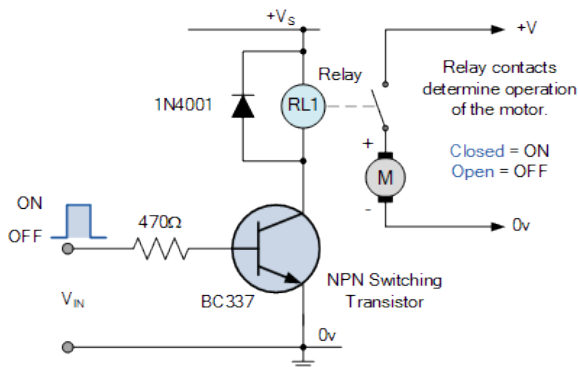 +Vs
+V
Relay
Relay contacts
determine operation
of the motor.
1N4001
RL1
+
Closed = ON
Open = OFF
M
-
ON
OFF
470Ω
0v
VIN
BC337
NPN Switching
Transistor
0v